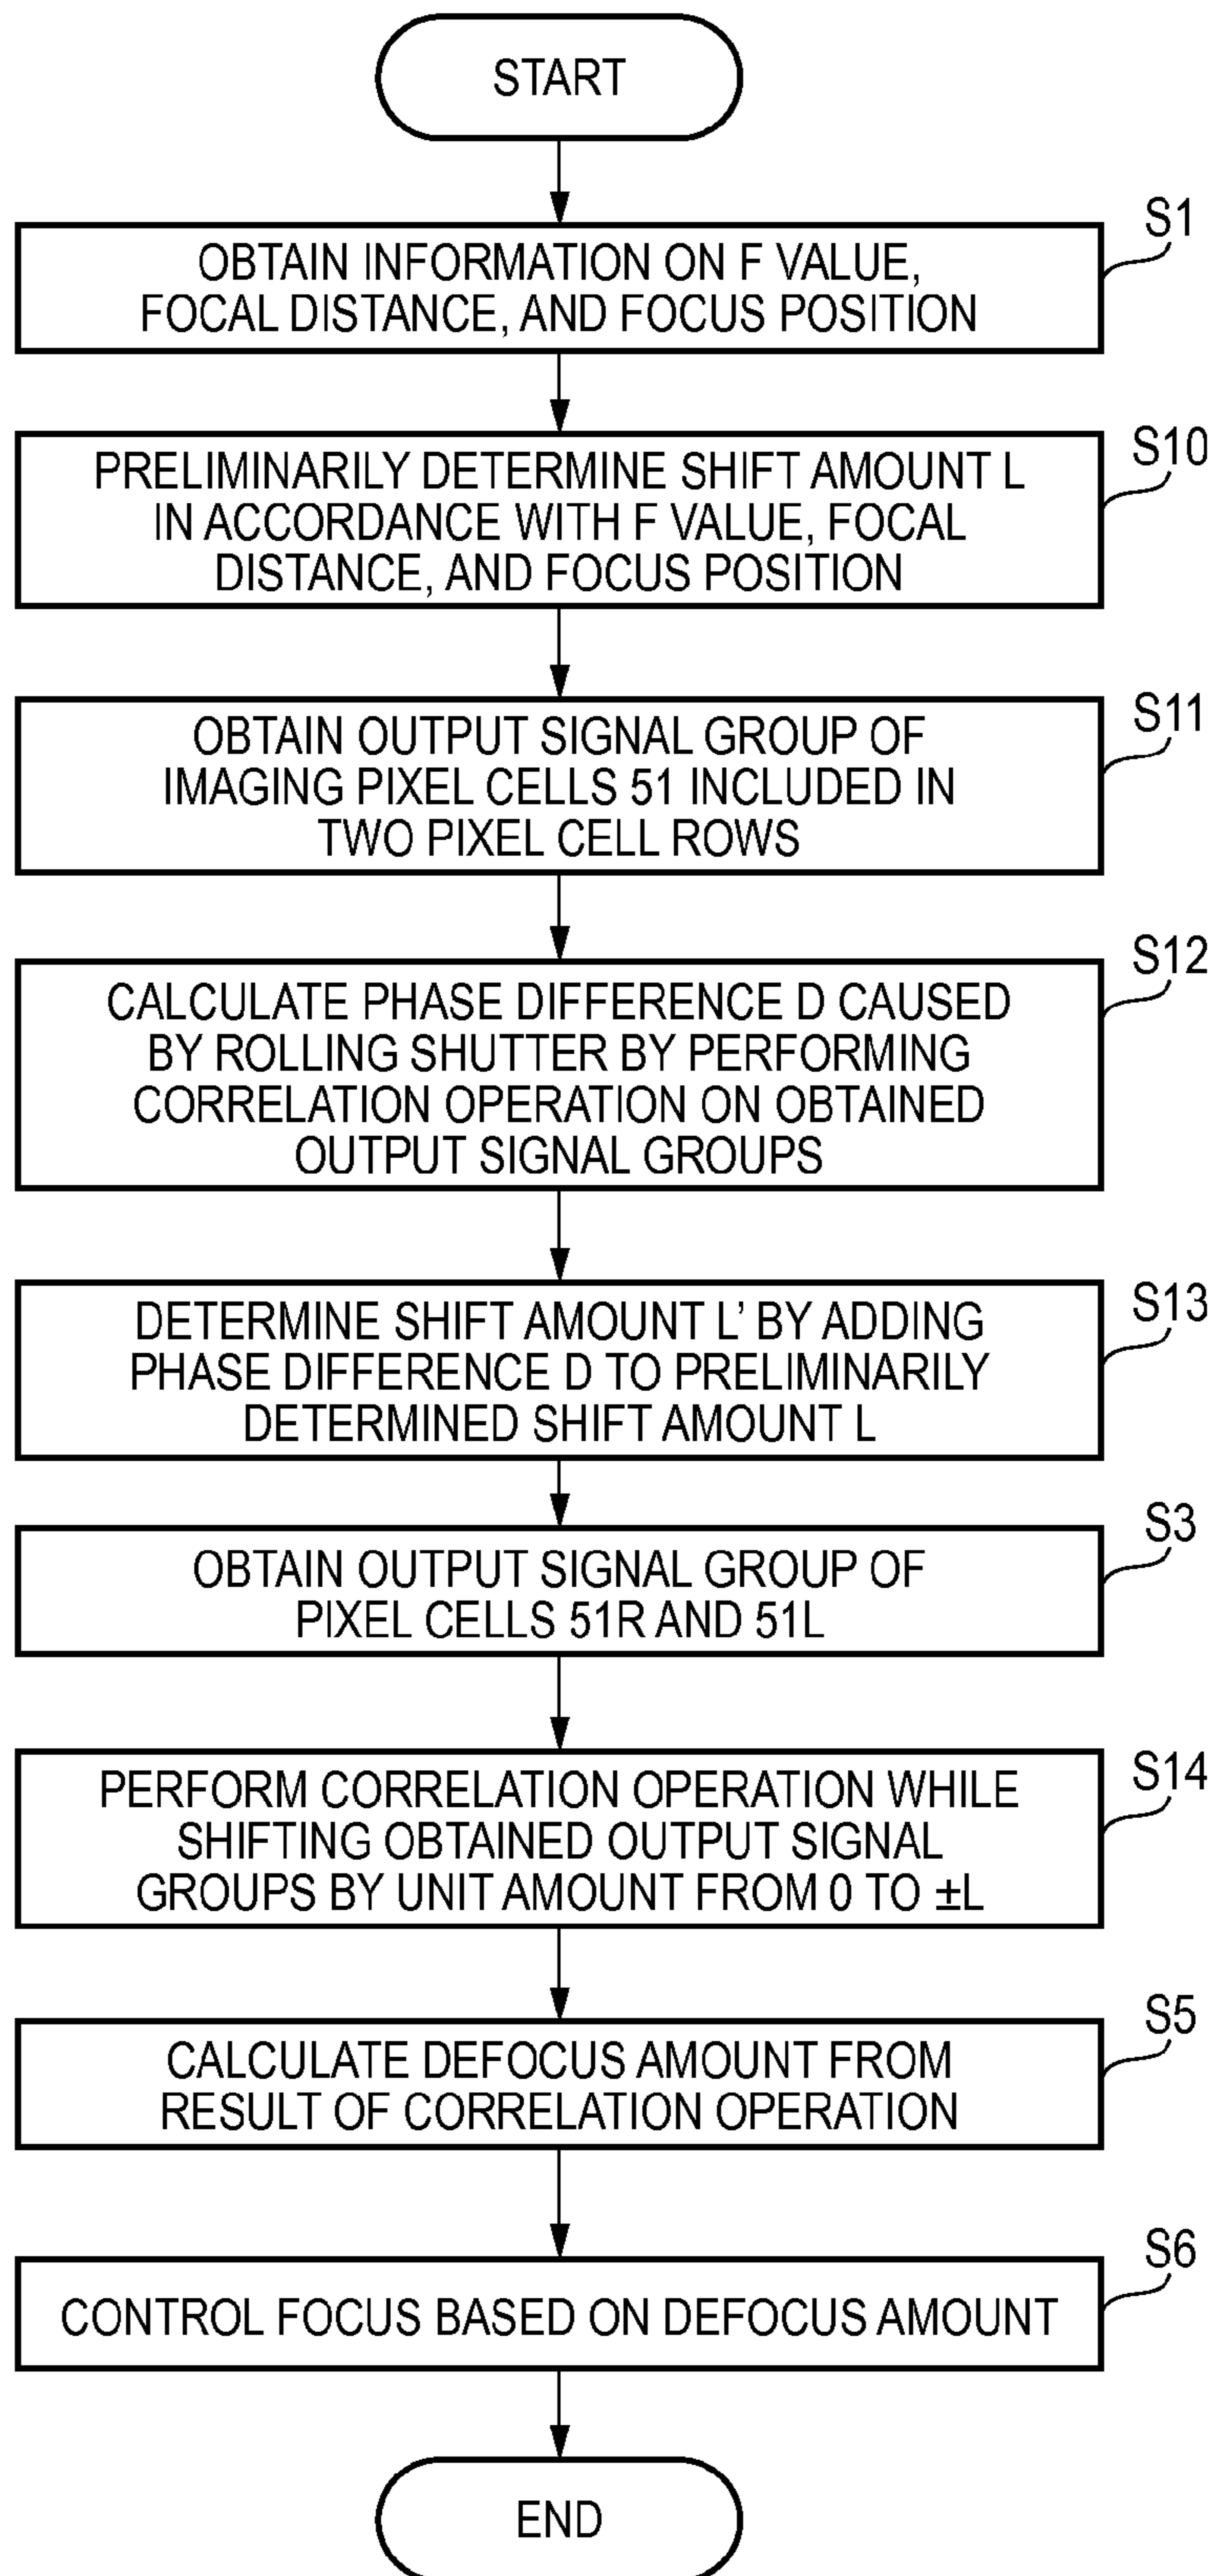 START
S1
OBTAIN INFORMATION ON F VALUE,
FOCAL DISTANCE, AND FOCUS POSITION
S10
PRELIMINARILY DETERMINE SHIFT AMOUNT L
IN ACCORDANCE WITH F VALUE, FOCAL
DISTANCE, AND FOCUS POSITION
S11
OBTAIN OUTPUT SIGNAL GROUP OF
IMAGING PIXEL CELLS 51 INCLUDED IN
TWO PIXEL CELL ROWS
S12
CALCULATE PHASE DIFFERENCE D CAUSED
BY ROLLING SHUTTER BY PERFORMING
CORRELATION OPERATION ON OBTAINED
OUTPUT SIGNAL GROUPS
S13
DETERMINE SHIFT AMOUNT L’ BY ADDING
PHASE DIFFERENCE D TO PRELIMINARILY
DETERMINED SHIFT AMOUNT L
S3
OBTAIN OUTPUT SIGNAL GROUP OF
PIXEL CELLS 51R AND 51L
S14
PERFORM CORRELATION OPERATION WHILE
SHIFTING OBTAINED OUTPUT SIGNAL
GROUPS BY UNIT AMOUNT FROM 0 TO ±L
S5
CALCULATE DEFOCUS AMOUNT FROM
RESULT OF CORRELATION OPERATION
S6
CONTROL FOCUS BASED ON DEFOCUS AMOUNT
END